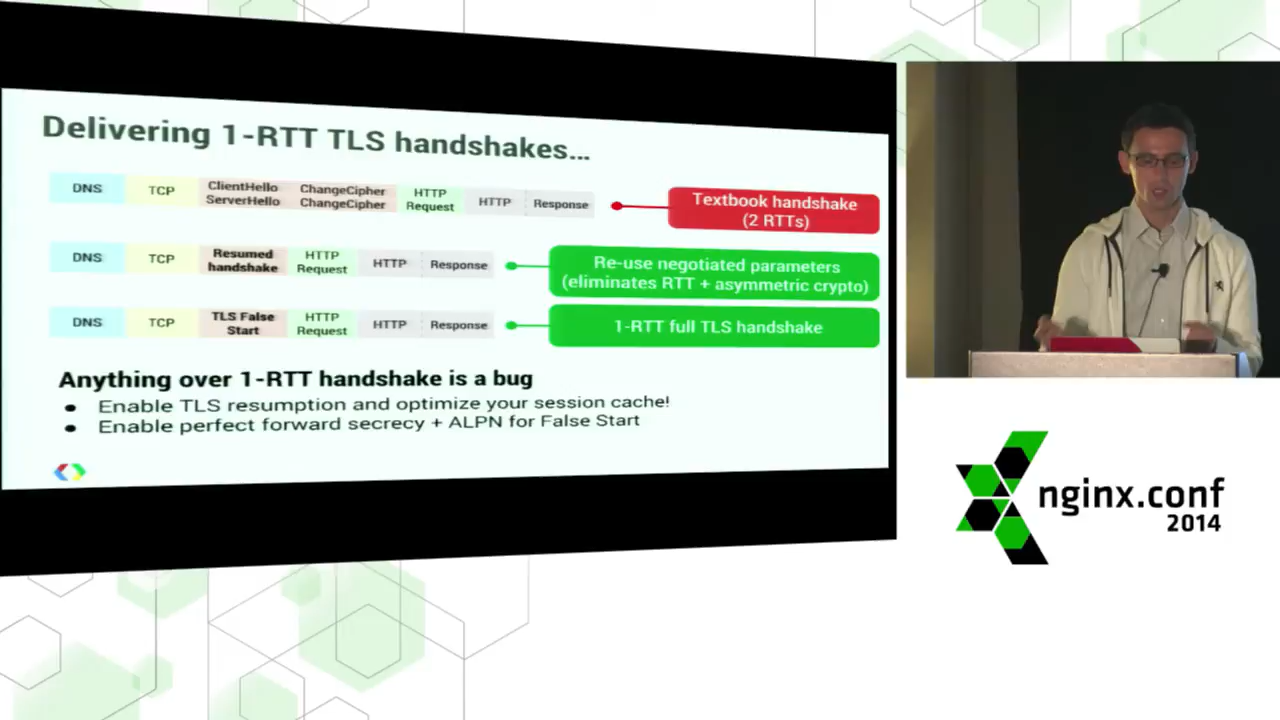 Delivering 1-RTT TLS handshakes...
DNS TCP ClientHello ServerHello ChangeCipher ChangeCipher HTTP Request HTTP Response
Textbook handshake
(2 RTTs)
DNS TCP Resumed handshake HTTP Request HTTP Response
Re-use negotiated parameters
(eliminates RTT + asymmetric crypto)
DNS TCP TLS False Start HTTP Request HTTP Response
1-RTT full TLS handshake
Anything over 1-RTT handshake is a bug
● Enable TLS resumption and optimize your session cache!
● Enable perfect forward secrecy + ALPN for False Start
nginx.conf
2014